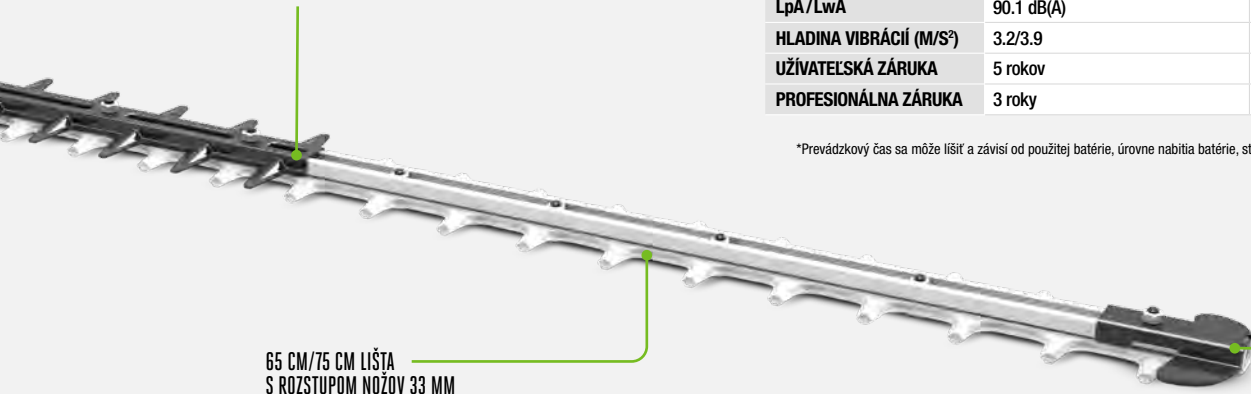 LpA/LwA 90.1 dB(A)
HLADINA VIBRÁCIÍ (M/S²) 3.2/3.9
UŽÍVATEĽSKÁ ZÁRUKA 5 rokov
PROFESIONÁLNA ZÁRUKA 3 roky
*Prevádzkový čas sa môže líšiť a závisí od použitej batérie, úrovne nabitia batérie,
65 CM/75 CM LIŠTA
S ROZSTUPOM NOŽOV 33 MM